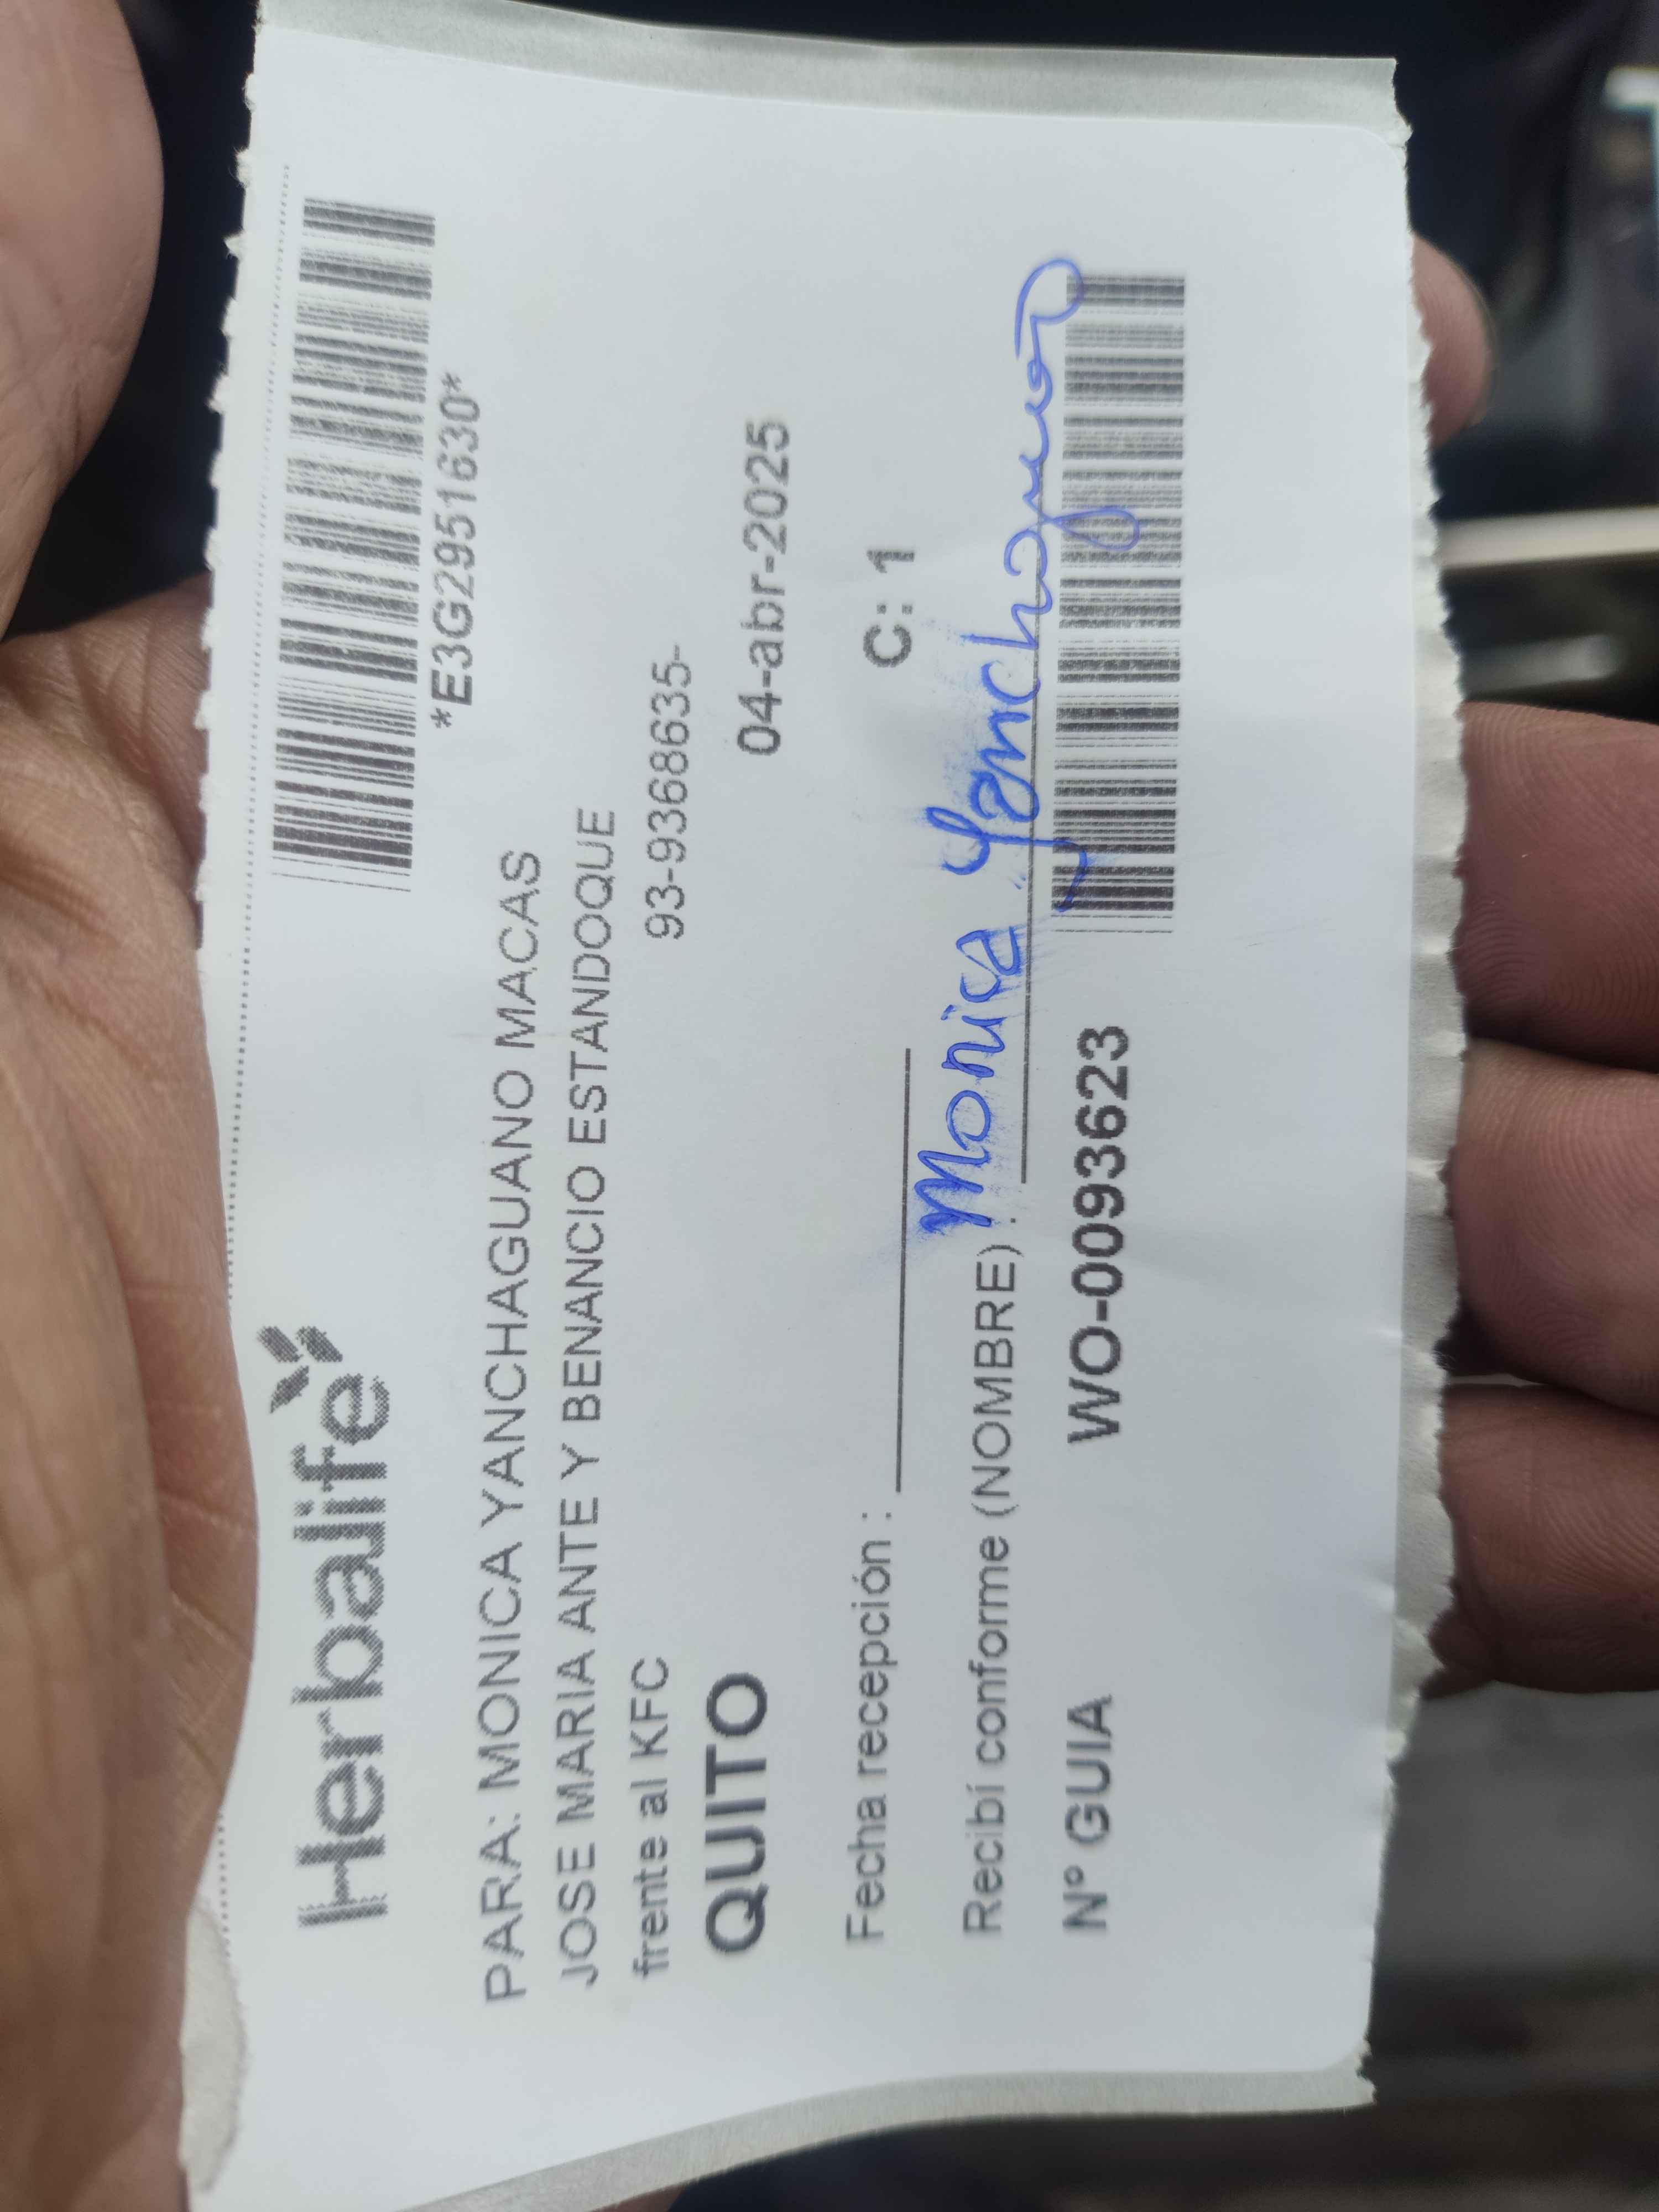 Herbalife
*E3G2951630*
PARA: MONICA YANCHAGUANO MACAS
JOSE MARIA ANTE Y BENANCIO ESTANDOQUE
frente al KFC 93-9368635-
QUITO 04-abr-2025
Fecha recepción : C: 1
Recibí conforme (NOMBRE) : Monica Yanchaguano
N° GUIA WO-0093623